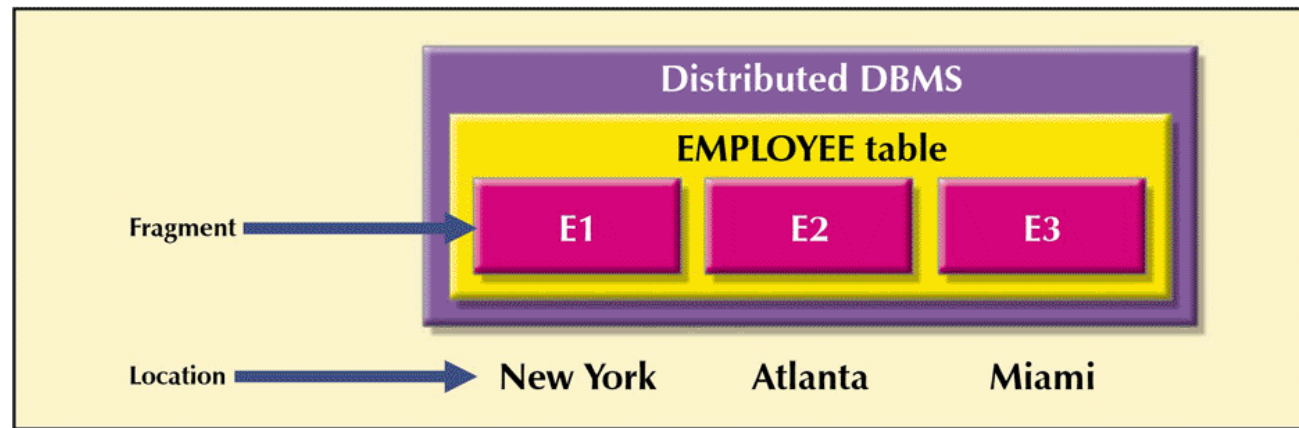 Distributed DBMS
EMPLOYEE table
Fragment
E1 E2 E3
Location
New York Atlanta Miami